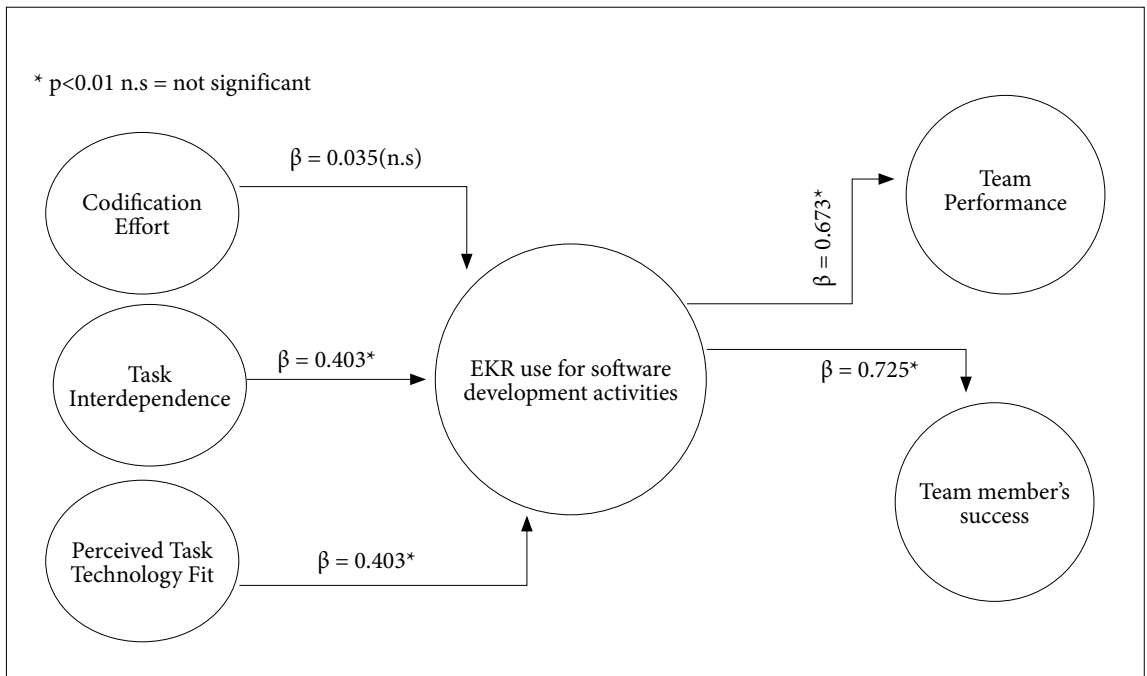 * p<0.01 n.s = not significant
Codification
Effort
β = 0.035(n.s)
Task
Interdependence
β = 0.403*
Perceived Task
Technology Fit
β = 0.403*
EKR use for software
development activities
β = 0.673*
Team
Performance
β = 0.725*
Team member’s
success